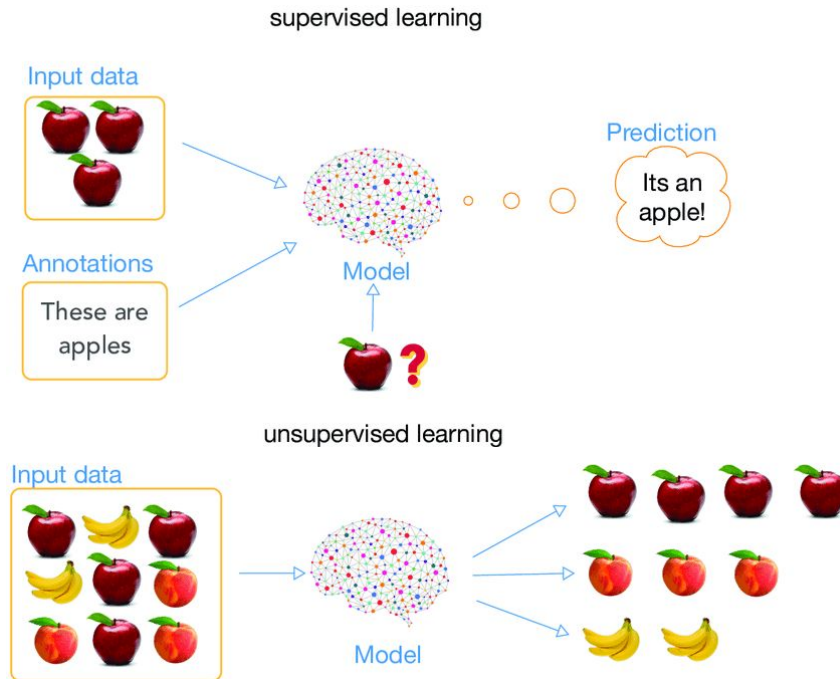 supervised learning
Input data
Prediction
Its an
apple!
Annotations
These are
apples
Model
?
unsupervised learning
Input data
Model